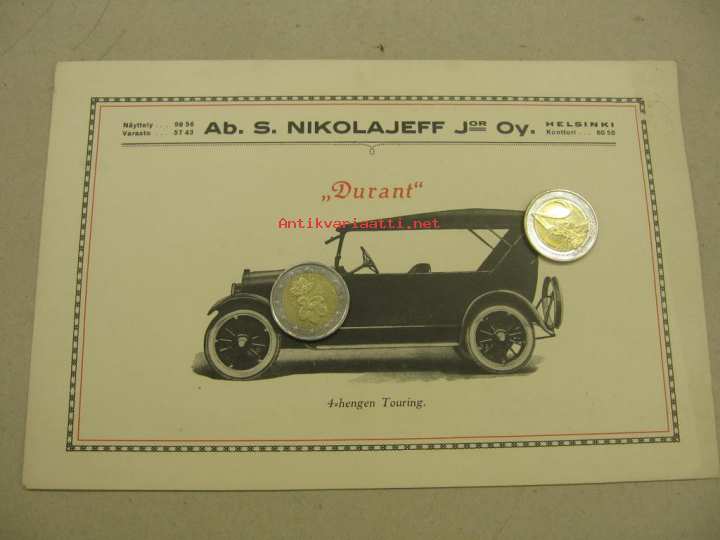 Näyttely . . . 98 56
Varasto . . . 57 43
Ab. S. NIKOLAJEFF JOR Oy.
HELSINKI
Konttori . . . 60 50
„Durant“
Antikvariaatti.net
4-hengen Touring.